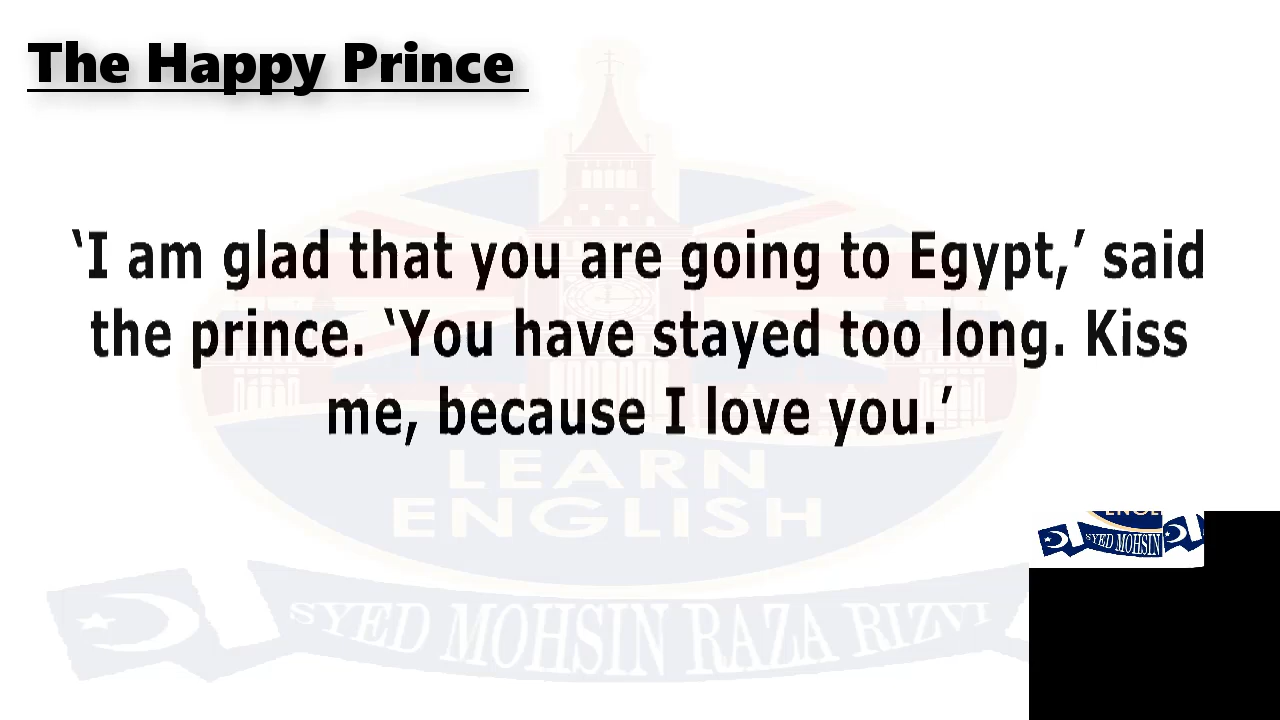 The Happy Prince
‘I am glad that you are going to Egypt,’ said
the prince. ‘You have stayed too long. Kiss
me, because I love you.’
LEARN
ENGLISH
SYED MOHSIN RAZA RIZVI
SYED MOHSIN